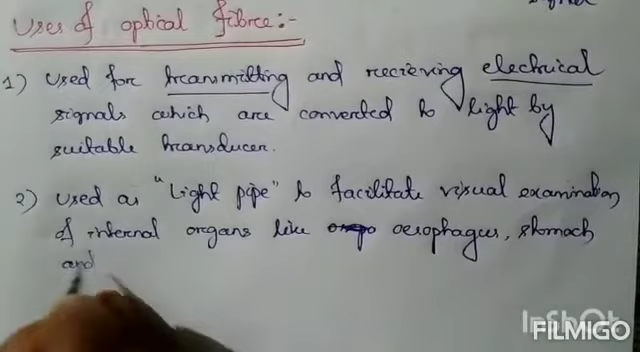 Uses of optical fibre:-
1) Used for transmitting and recieving electrical
signals which are converted to light by
suitable transducer.
2) Used as "Light pipe" to facilitate visual examination
of internal organs like oesophagus, stomach
and
InShOt
FILMIGO